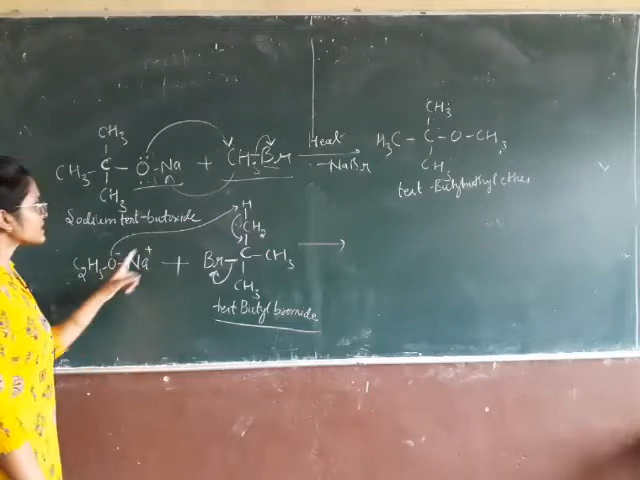 CH3
CH3
CH3 - C - O - Na + CH3 - Br Heat -NaBr H3C - C - O - CH3
CH3
CH3
Sodium tert-butoxide
tert-Butylmethyl ether
H
CH2
C2H5 - O - Na+ + Br - C - CH3
CH3
tert Butyl bromide